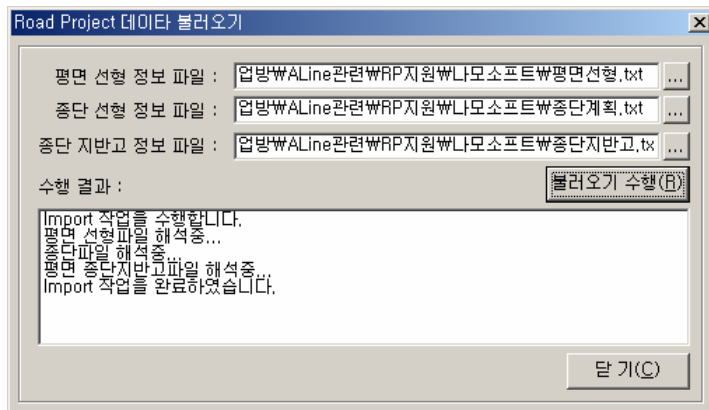 Road Project 데이타 불러오기
평면 선형 정보 파일 : 업방₩ALine관련₩RP지원₩나모소프트₩평면선형.txt ...
종단 선형 정보 파일 : 업방₩ALine관련₩RP지원₩나모소프트₩종단계획.txt ...
종단 지반고 정보 파일 : 업방₩ALine관련₩RP지원₩나모소프트₩종단지반고.tx ...
수행 결과 : 불러오기 수행(R)
Import 작업을 수행합니다.
평면 선형파일 해석중...
종단파일 해석중...
평면 종단지반고파일 해석중...
Import 작업을 완료하였습니다.
닫 기(C)